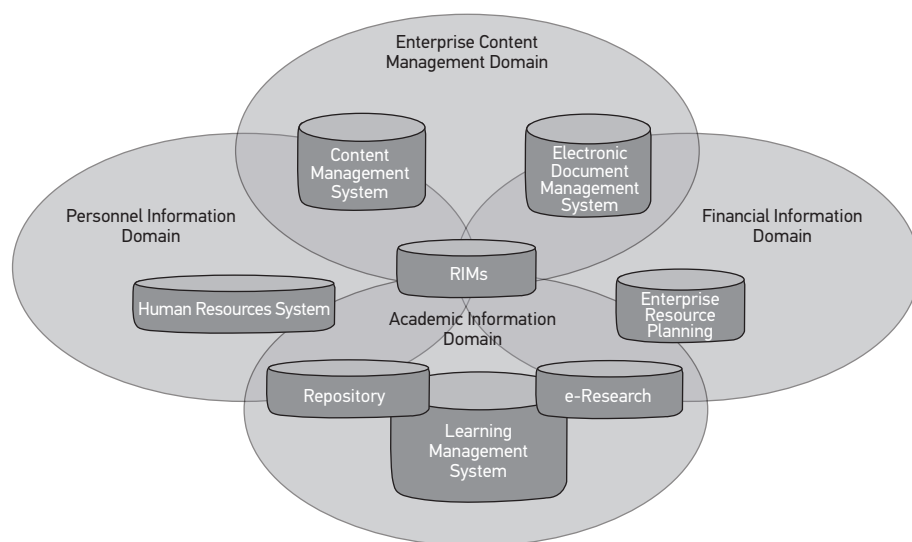 Enterprise Content
Management Domain
Content
Management
System
Electronic
Document
Management
System
Personnel Information
Domain
Financial Information
Domain
RIMs
Human Resources System
Enterprise
Resource
Planning
Academic Information
Domain
Repository
e-Research
Learning
Management
System